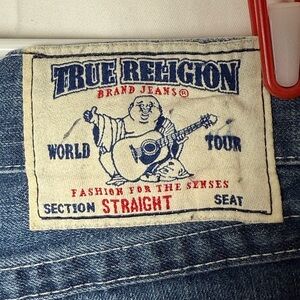 TRUE RELIGION
BRAND JEANS®
WORLD TOUR
FASHION FOR THE SENSES
SECTION STRAIGHT SEAT